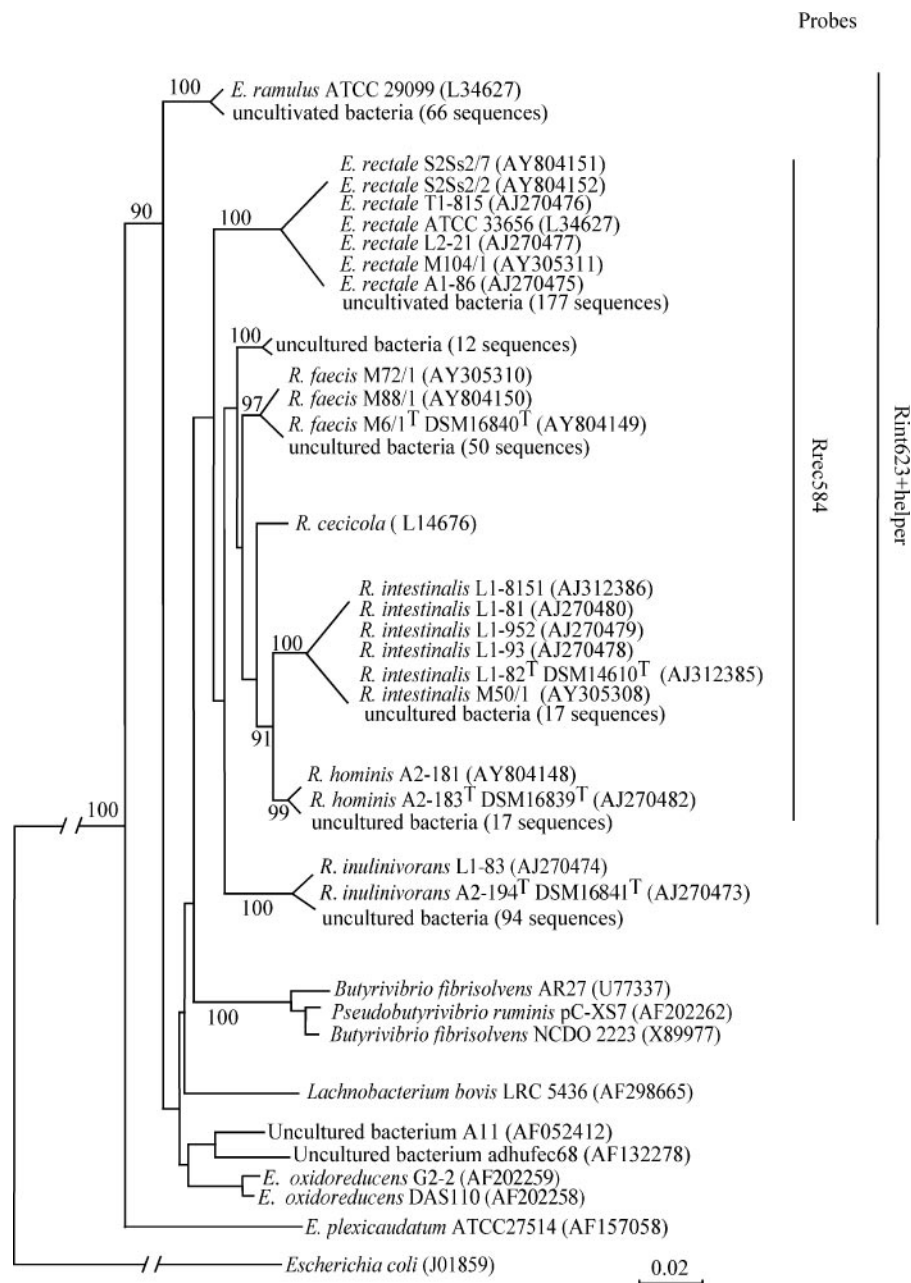 Probes
100
E. ramulus ATCC 29099 (L34627)
uncultivated bacteria (66 sequences)
90
100
E. rectale S2Ss2/7 (AY804151)
E. rectale S2Ss2/2 (AY804152)
E. rectale T1-815 (AJ270476)
E. rectale ATCC 33656 (L34627)
E. rectale L2-21 (AJ270477)
E. rectale M104/1 (AY305311)
E. rectale A1-86 (AJ270475)
uncultivated bacteria (177 sequences)
100
uncultured bacteria (12 sequences)
97
R. faecis M72/1 (AY305310)
R. faecis M88/1 (AY804150)
R. faecis M6/1T DSM16840T (AY804149)
uncultured bacteria (50 sequences)
R. cecicola ( L14676)
100
R. intestinalis L1-8151 (AJ312386)
R. intestinalis L1-81 (AJ270480)
R. intestinalis L1-952 (AJ270479)
R. intestinalis L1-93 (AJ270478)
R. intestinalis L1-82T DSM14610T (AJ312385)
R. intestinalis M50/1 (AY305308)
uncultured bacteria (17 sequences)
91
99
R. hominis A2-181 (AY804148)
R. hominis A2-183T DSM16839T (AJ270482)
uncultured bacteria (17 sequences)
100
R. inulinivorans L1-83 (AJ270474)
R. inulinivorans A2-194T DSM16841T (AJ270473)
uncultured bacteria (94 sequences)
100
Rrec584
Rint623+helper
100
Butyrivibrio fibrisolvens AR27 (U77337)
Pseudobutyrivibrio ruminis pC-XS7 (AF202262)
Butyrivibrio fibrisolvens NCDO 2223 (X89977)
Lachnobacterium bovis LRC 5436 (AF298665)
Uncultured bacterium A11 (AF052412)
Uncultured bacterium adhufec68 (AF132278)
E. oxidoreducens G2-2 (AF202259)
E. oxidoreducens DAS110 (AF202258)
E. plexicaudatum ATCC27514 (AF157058)
Escherichia coli (J01859)
0.02